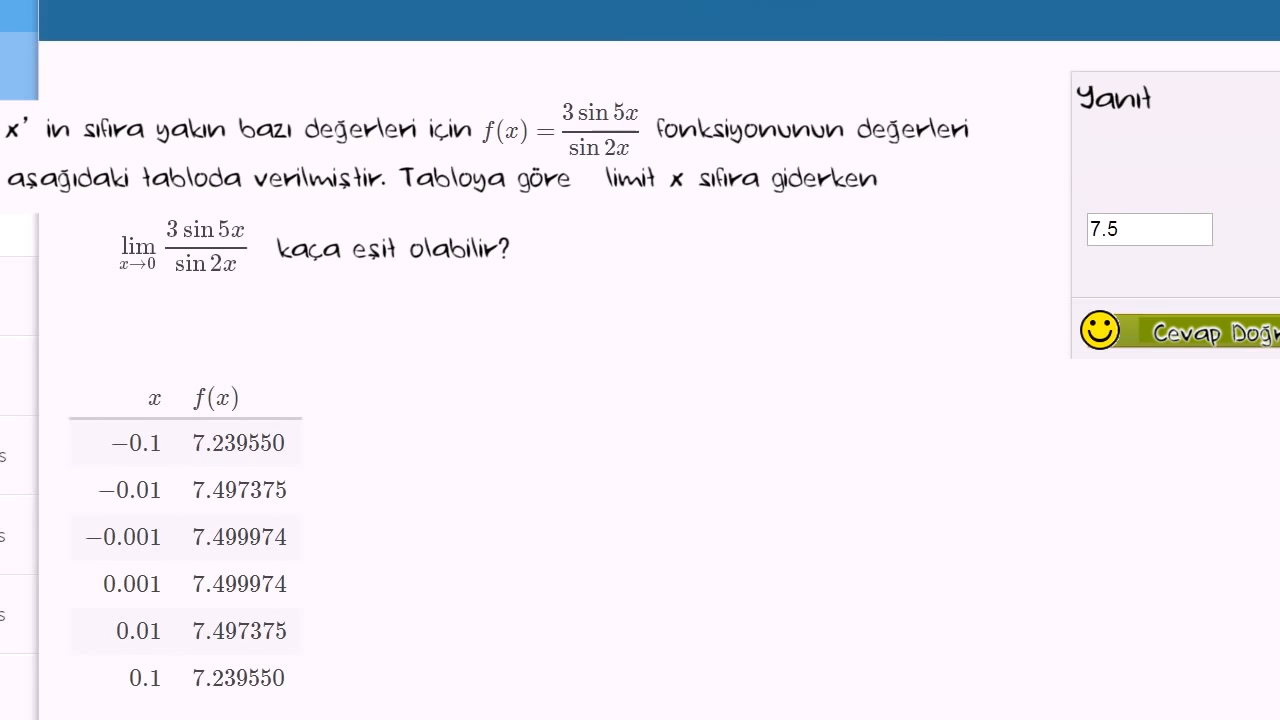 x' in sıfıra yakın bazı değerleri için f(x) = 3 sin 5x / sin 2x fonksiyonunun değerleri
aşağıdaki tabloda verilmiştir. Tabloya göre limit x sıfıra giderken
lim x→0 3 sin 5x / sin 2x kaça eşit olabilir?
Yanıt
7.5
Cevap
x f(x)
−0.1 7.239550
−0.01 7.497375
−0.001 7.499974
0.001 7.499974
0.01 7.497375
0.1 7.239550